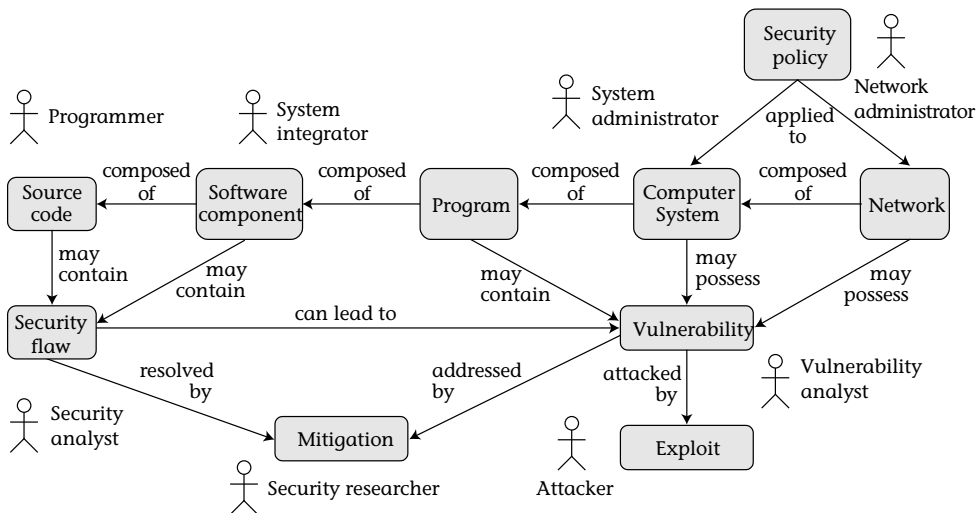 Security
policy
Network
administrator
System
administrator
System
integrator
Programmer
applied
to
composed
of
composed
of
composed
of
composed
of
Source
code
Software
component
Program
Computer
System
Network
may
contain
may
contain
may
contain
may
possess
may
possess
Security
flaw
can lead to
Vulnerability
resolved
by
addressed
by
attacked
by
Vulnerability
analyst
Security
analyst
Mitigation
Exploit
Security researcher
Attacker